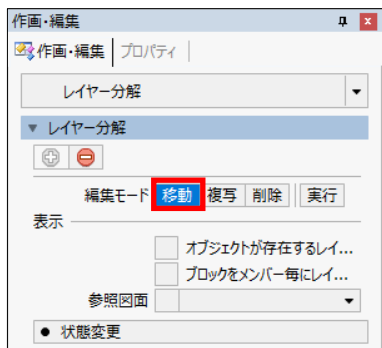 作画・編集
作画・編集 プロパティ
レイヤー分解
レイヤー分解
編集モード 移動 複写 削除 実行
表示
オブジェクトが存在するレイ...
ブロックをメンバー毎にレイ...
参照図面
状態変更